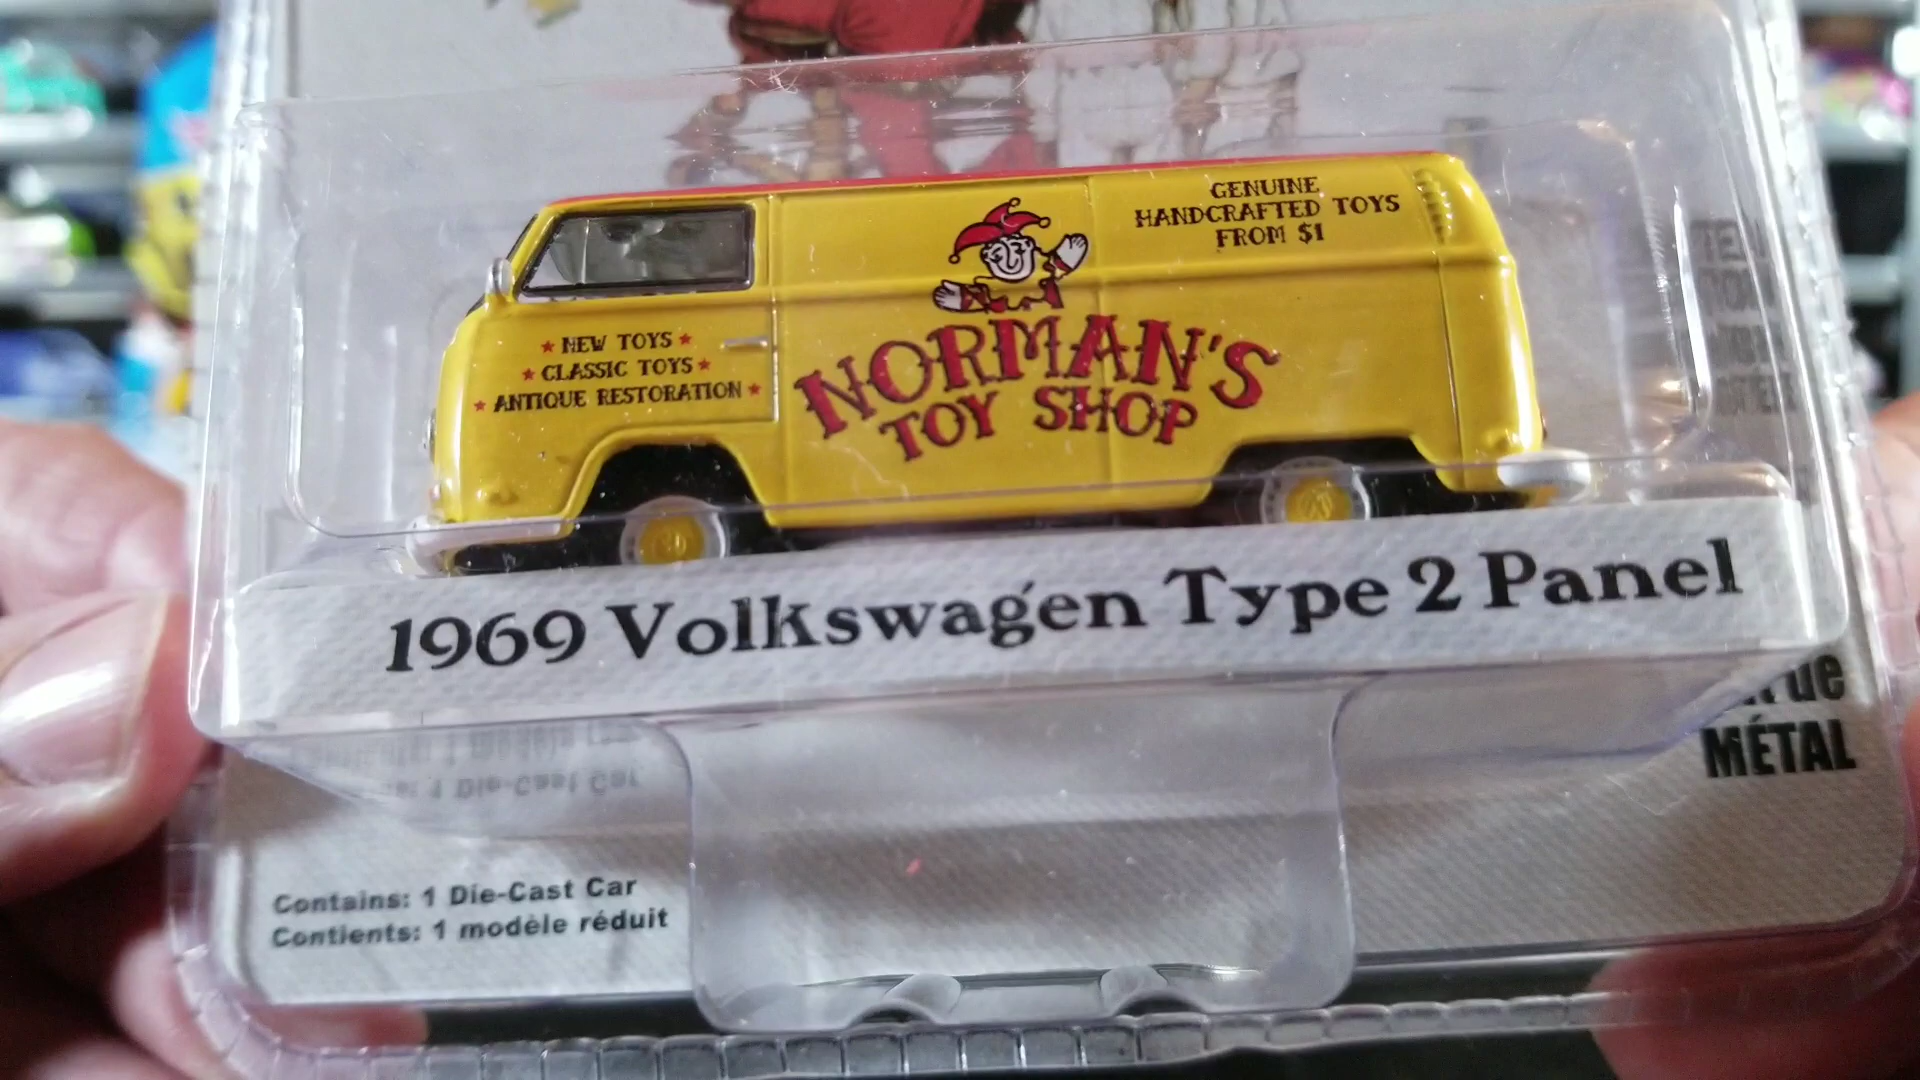 GENUINE
HANDCRAFTED TOYS
FROM $1
NEW TOYS
CLASSIC TOYS
ANTIQUE RESTORATION
NORMAN'S
TOY SHOP
1969 Volkswagen Type 2 Panel
de
MÉTAL
Contains: 1 Die-Cast Car
Contients: 1 modèle réduit